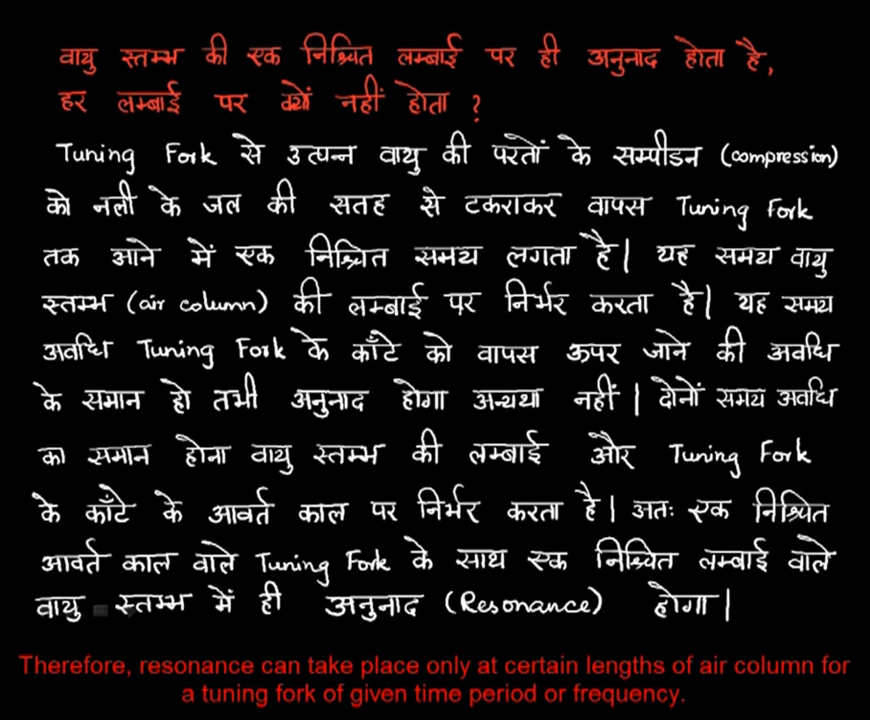 वायु स्तम्भ की एक निश्चित लम्बाई पर ही अनुनाद होता है,
हर लम्बाई पर क्यों नहीं होता ?
Tuning Fork से उत्पन्न वायु की परतों के सम्पीडन (compression)
को नली के जल की सतह से टकराकर वापस Tuning Fork
तक आने में एक निश्चित समय लगता है। यह समय वायु
स्तम्भ (air column) की लम्बाई पर निर्भर करता है। यह समय
अवधि Tuning Fork के काँटे को वापस ऊपर जाने की अवधि
के समान हो तभी अनुनाद होगा अन्यथा नहीं। दोनों समय अवधि
का समान होना वायु स्तम्भ की लम्बाई और Tuning Fork
के काँटे के आवर्त काल पर निर्भर करता है। अतः एक निश्चित
आवर्त काल वाले Tuning Fork के साथ एक निश्चित लम्बाई वाले
वायु स्तम्भ में ही अनुनाद (Resonance) होगा।
Therefore, resonance can take place only at certain lengths of air column for
a tuning fork of given time period or frequency.